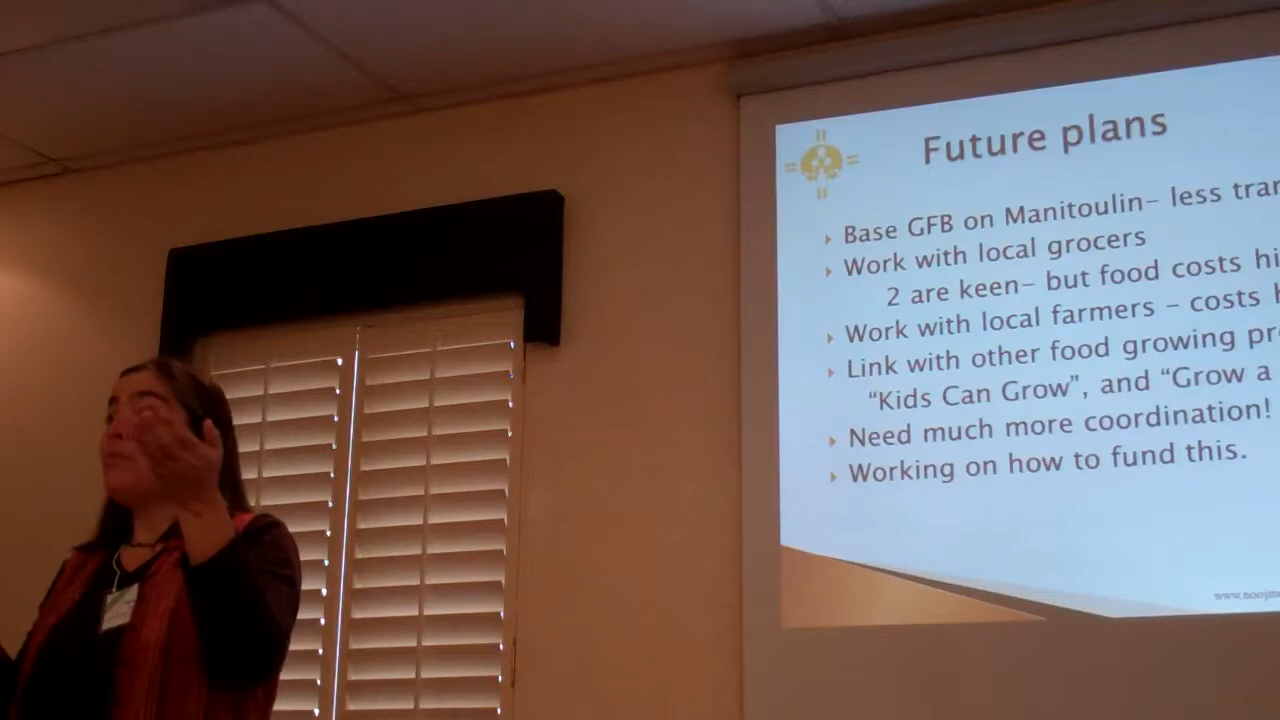 Future plans
Base GFB on Manitoulin- less
Work with local grocers
2 are keen- but food costs
Work with local farmers - costs
Link with other food growing
"Kids Can Grow", and "Grow a
Need much more coordination!
Working on how to fund this.